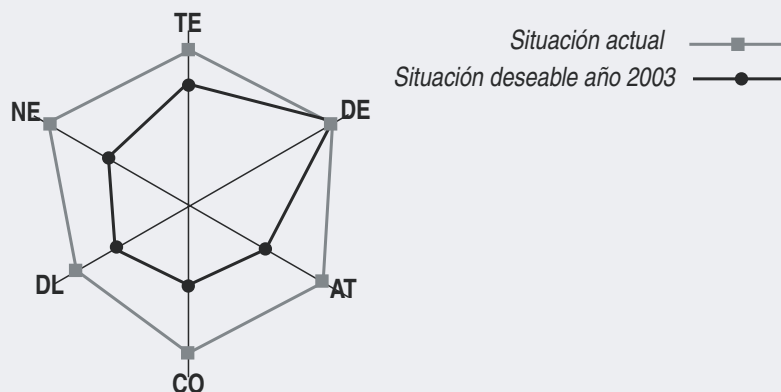 TE
Situación actual
Situación deseable año 2003
NE
DE
DL
AT
CO